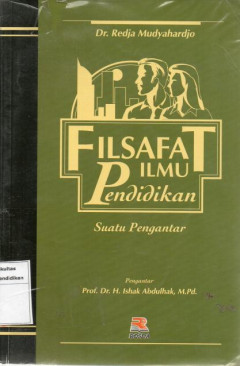 Dr. Redja Mudyahardjo
FILSAFAT
ILMU
Pendidikan
Suatu Pengantar
Pengantar
Prof. Dr. H. Ishak Abdulhak, M.Pd.